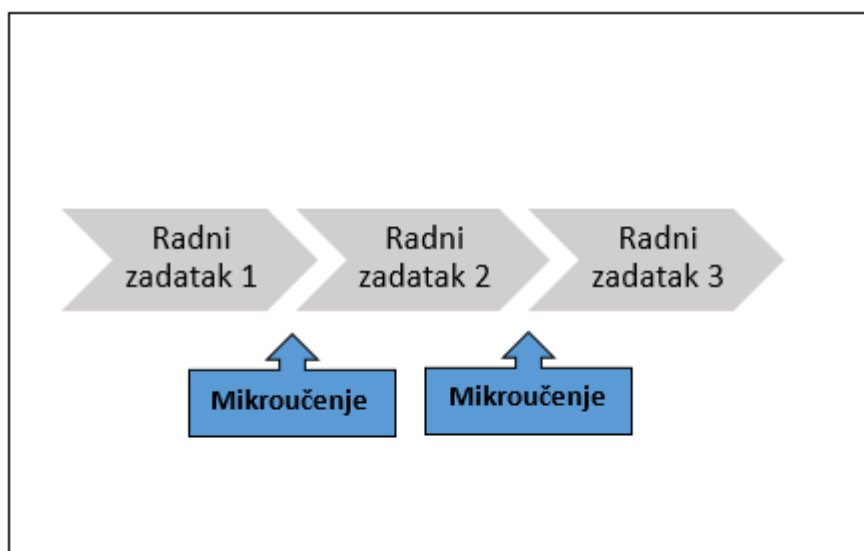 Radni
zadatak 1
Radni
zadatak 2
Radni
zadatak 3
Mikroučenje
Mikroučenje